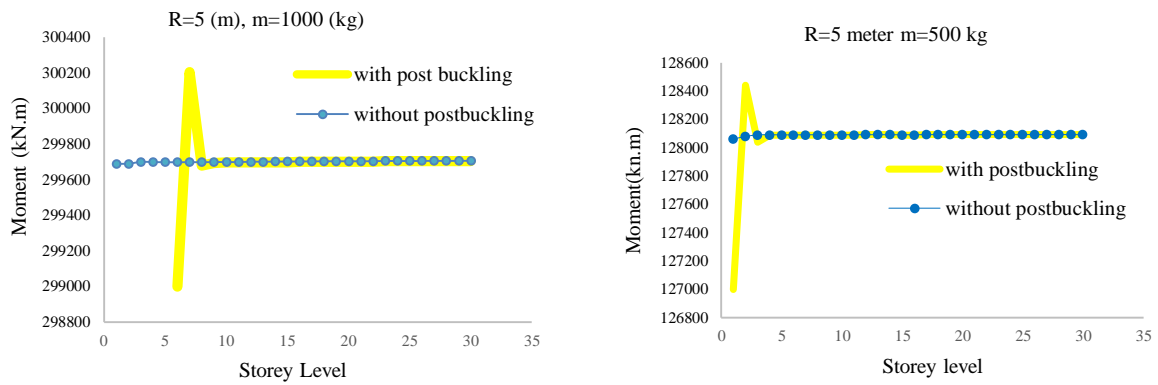 R=5 (m), m=1000 (kg)
300400
300200
300000
299800
299600
299400
299200
299000
298800
Moment (kN.m)
with post buckling
without postbuckling
0 5 10 15 20 25 30 35
Storey Level
R=5 meter m=500 kg
128600
128400
128200
128000
127800
127600
127400
127200
127000
126800
Moment(kn.m)
with postbuckling
without postbuckling
0 5 10 15 20 25 30 35
Storey level